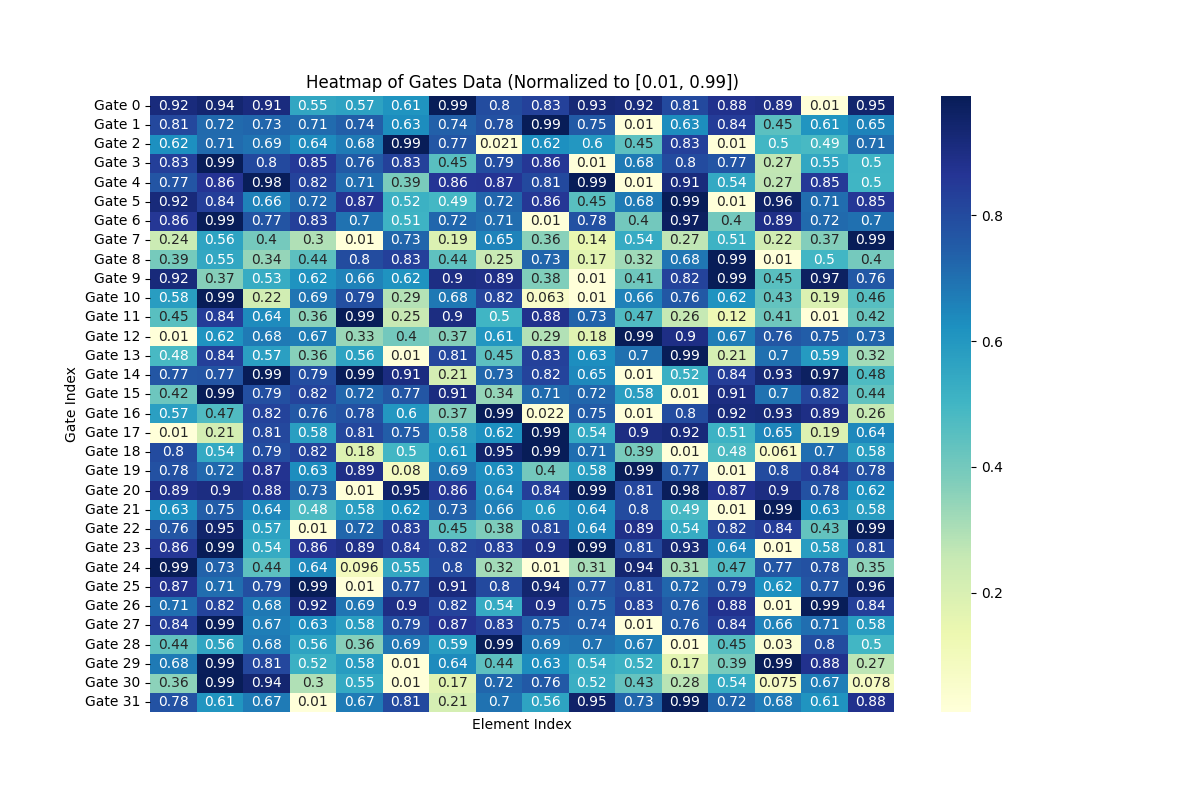 Heatmap of Gates Data (Normalized to [0.01, 0.99])
Gate 0 0.92 0.94 0.91 0.55 0.57 0.61 0.99 0.8 0.83 0.93 0.92 0.81 0.88 0.89 0.01 0.95
Gate 1 0.81 0.72 0.73 0.71 0.74 0.63 0.74 0.78 0.99 0.75 0.01 0.63 0.84 0.45 0.61 0.65
Gate 2 0.62 0.71 0.69 0.64 0.68 0.99 0.77 0.021 0.62 0.6 0.45 0.83 0.01 0.5 0.49 0.71
Gate 3 0.83 0.99 0.8 0.85 0.76 0.83 0.45 0.79 0.86 0.01 0.68 0.8 0.77 0.27 0.55 0.5
Gate 4 0.77 0.86 0.98 0.82 0.71 0.39 0.86 0.87 0.81 0.99 0.01 0.91 0.54 0.27 0.85 0.5
Gate 5 0.92 0.84 0.66 0.72 0.87 0.52 0.49 0.72 0.86 0.45 0.68 0.99 0.01 0.96 0.71 0.85
Gate 6 0.86 0.99 0.77 0.83 0.7 0.51 0.72 0.71 0.01 0.78 0.4 0.97 0.4 0.89 0.72 0.7
Gate 7 0.24 0.56 0.4 0.3 0.01 0.73 0.19 0.65 0.36 0.14 0.54 0.27 0.51 0.22 0.37 0.99
Gate 8 0.39 0.55 0.34 0.44 0.8 0.83 0.44 0.25 0.73 0.17 0.32 0.68 0.99 0.01 0.5 0.4
Gate 9 0.92 0.37 0.53 0.62 0.66 0.62 0.9 0.89 0.38 0.01 0.41 0.82 0.99 0.45 0.97 0.76
Gate 10 0.58 0.99 0.22 0.69 0.79 0.29 0.68 0.82 0.063 0.01 0.66 0.76 0.62 0.43 0.19 0.46
Gate 11 0.45 0.84 0.64 0.36 0.99 0.25 0.9 0.5 0.88 0.73 0.47 0.26 0.12 0.41 0.01 0.42
Gate 12 0.01 0.62 0.68 0.67 0.33 0.4 0.37 0.61 0.29 0.18 0.99 0.9 0.67 0.76 0.75 0.73
Gate 13 0.48 0.84 0.57 0.36 0.56 0.01 0.81 0.45 0.83 0.63 0.7 0.99 0.21 0.7 0.59 0.32
Gate 14 0.77 0.77 0.99 0.79 0.99 0.91 0.21 0.73 0.82 0.65 0.01 0.52 0.84 0.93 0.97 0.48
Gate 15 0.42 0.99 0.79 0.82 0.72 0.77 0.91 0.34 0.71 0.72 0.58 0.01 0.91 0.7 0.82 0.44
Gate 16 0.57 0.47 0.82 0.76 0.78 0.6 0.37 0.99 0.022 0.75 0.01 0.8 0.92 0.93 0.89 0.26
Gate 17 0.01 0.21 0.81 0.58 0.81 0.75 0.58 0.62 0.99 0.54 0.9 0.92 0.51 0.65 0.19 0.64
Gate 18 0.8 0.54 0.79 0.82 0.18 0.5 0.61 0.95 0.99 0.71 0.39 0.01 0.48 0.061 0.7 0.58
Gate 19 0.78 0.72 0.87 0.63 0.89 0.08 0.69 0.63 0.4 0.58 0.99 0.77 0.01 0.8 0.84 0.78
Gate 20 0.89 0.9 0.88 0.73 0.01 0.95 0.86 0.64 0.84 0.99 0.81 0.98 0.87 0.9 0.78 0.62
Gate 21 0.63 0.75 0.64 0.48 0.58 0.62 0.73 0.66 0.6 0.64 0.8 0.49 0.01 0.99 0.63 0.58
Gate 22 0.76 0.95 0.57 0.01 0.72 0.83 0.45 0.38 0.81 0.64 0.89 0.54 0.82 0.84 0.43 0.99
Gate 23 0.86 0.99 0.54 0.86 0.89 0.84 0.82 0.83 0.9 0.99 0.81 0.93 0.64 0.01 0.58 0.81
Gate 24 0.99 0.73 0.44 0.64 0.096 0.55 0.8 0.32 0.01 0.31 0.94 0.31 0.47 0.77 0.78 0.35
Gate 25 0.87 0.71 0.79 0.99 0.01 0.77 0.91 0.8 0.94 0.77 0.81 0.72 0.79 0.62 0.77 0.96
Gate 26 0.71 0.82 0.68 0.92 0.69 0.9 0.82 0.54 0.9 0.75 0.83 0.76 0.88 0.01 0.99 0.84
Gate 27 0.84 0.99 0.67 0.63 0.58 0.79 0.87 0.83 0.75 0.74 0.01 0.76 0.84 0.66 0.71 0.58
Gate 28 0.44 0.56 0.68 0.56 0.36 0.69 0.59 0.99 0.69 0.7 0.67 0.01 0.45 0.03 0.8 0.5
Gate 29 0.68 0.99 0.81 0.52 0.58 0.01 0.64 0.44 0.63 0.54 0.52 0.17 0.39 0.99 0.88 0.27
Gate 30 0.36 0.99 0.94 0.3 0.55 0.01 0.17 0.72 0.76 0.52 0.43 0.28 0.54 0.075 0.67 0.078
Gate 31 0.78 0.61 0.67 0.01 0.67 0.81 0.21 0.7 0.56 0.95 0.73 0.99 0.72 0.68 0.61 0.88
Gate Index
Element Index
0.8
0.6
0.4
0.2